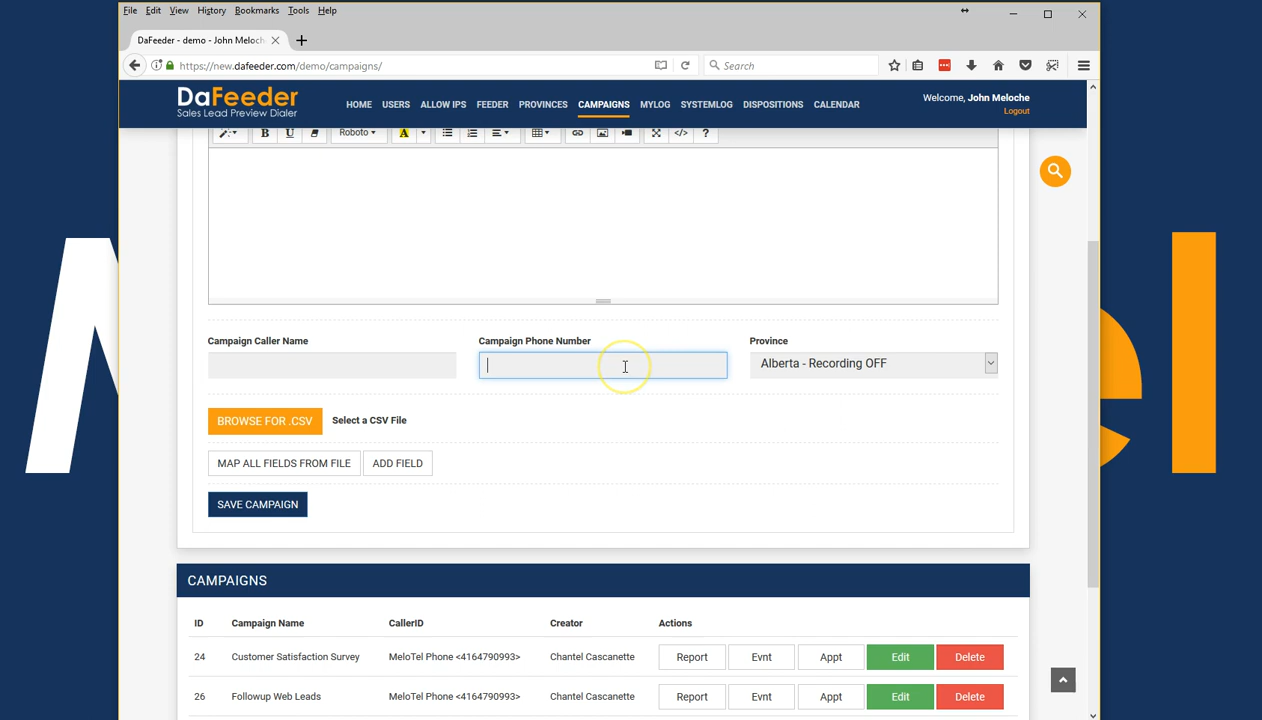 File Edit View History Bookmarks Tools Help
DaFeeder - demo - John Meloch
https://new.dafeeder.com/demo/campaigns/
Search
DaFeeder
Sales Lead Preview Dialer
HOME USERS ALLOW IPS FEEDER PROVINCES CAMPAIGNS MYLOG SYSTEMLOG DISPOSITIONS CALENDAR
Welcome, John Meloche
Logout
B U Roboto A </> ?
Campaign Caller Name Campaign Phone Number Province
Alberta - Recording OFF
BROWSE FOR .CSV Select a CSV File
MAP ALL FIELDS FROM FILE ADD FIELD
SAVE CAMPAIGN
CAMPAIGNS
ID Campaign Name CallerID Creator Actions
24 Customer Satisfaction Survey MeloTel Phone <4164790993> Chantel Cascanette Report Evnt Appt Edit Delete
26 Followup Web Leads MeloTel Phone <4164790993> Chantel Cascanette Report Evnt Appt Edit Delete